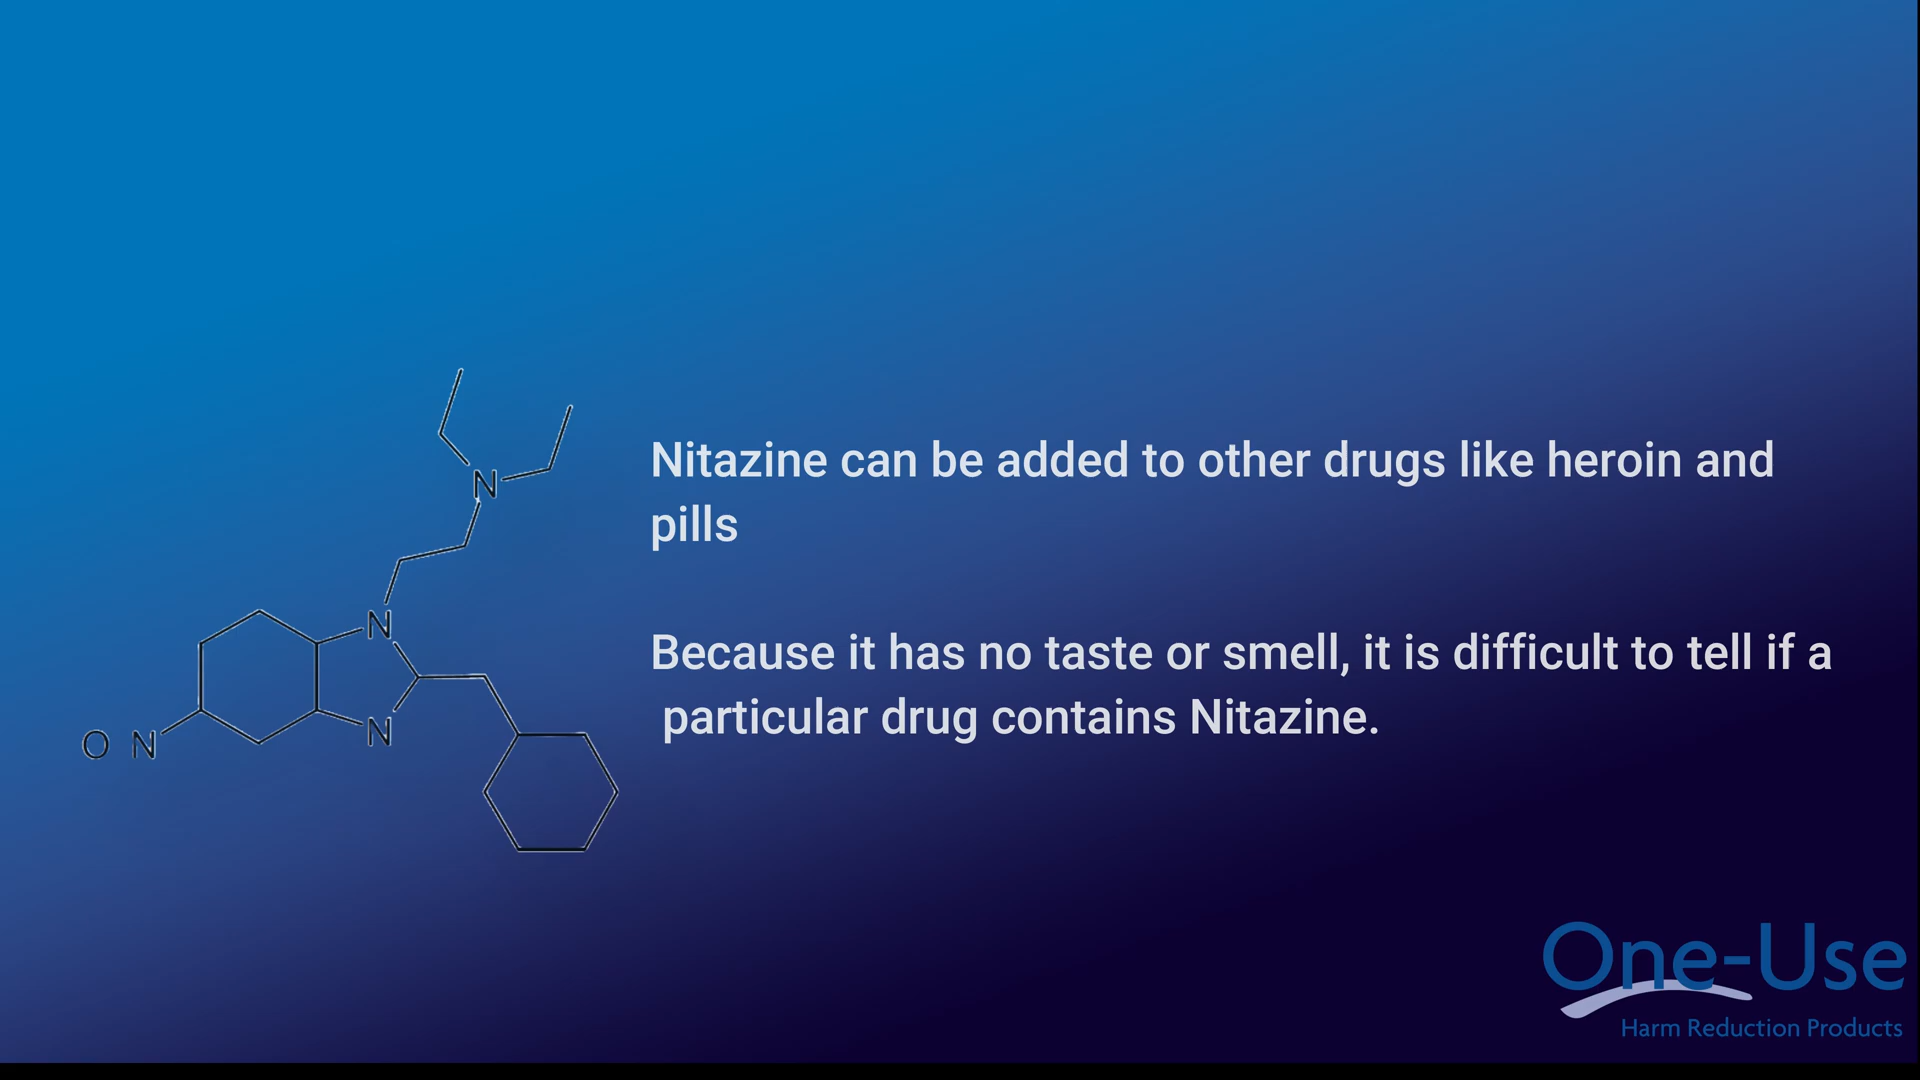 N
N
N
O N
Nitazine can be added to other drugs like heroin and
pills
Because it has no taste or smell, it is difficult to tell if a
particular drug contains Nitazine.
One-Use
Harm Reduction Products